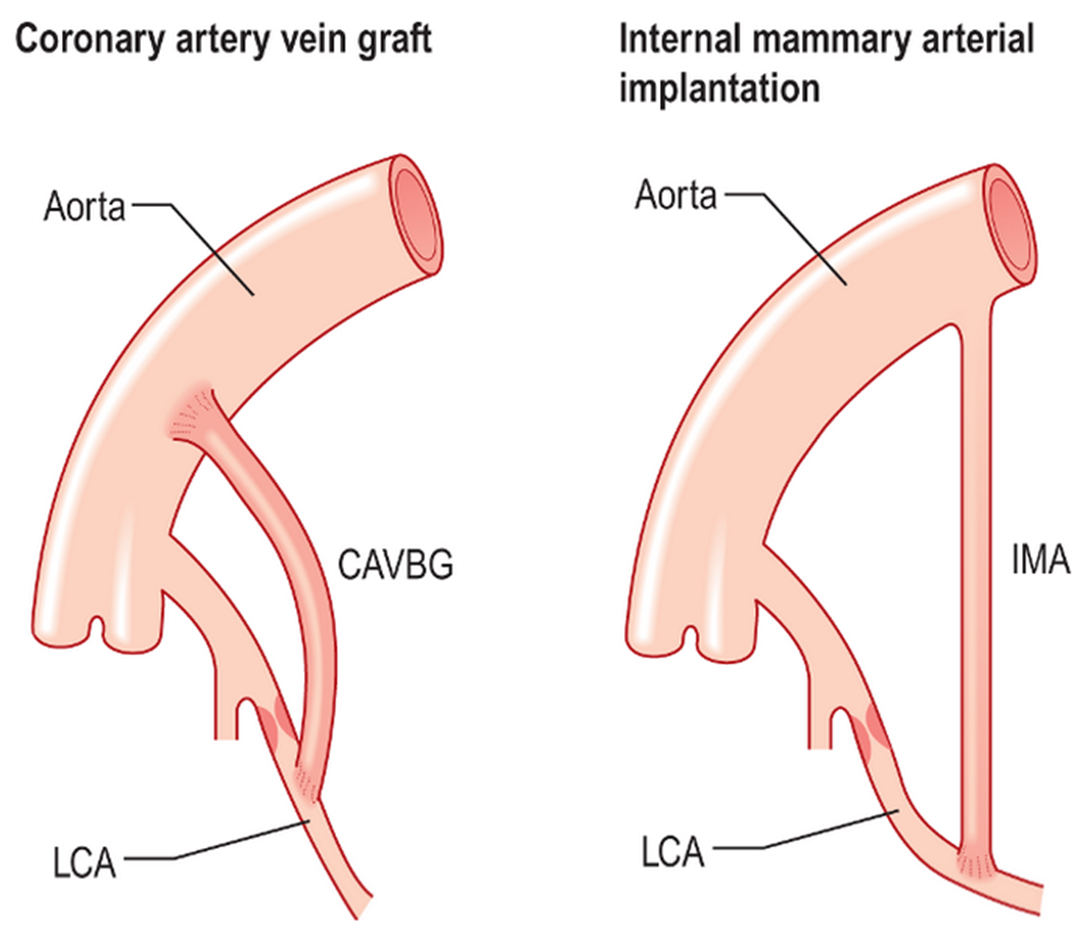 Coronary artery vein graft
Aorta
CAVBG
LCA
Internal mammary arterial
implantation
Aorta
IMA
LCA